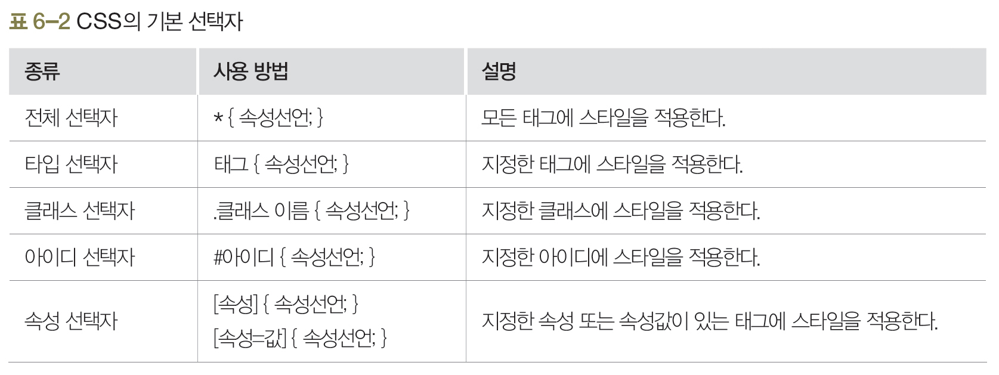 표 6-2 CSS의 기본 선택자
종류 사용 방법 설명
전체 선택자 * { 속성선언; } 모든 태그에 스타일을 적용한다.
타입 선택자 태그 { 속성선언; } 지정한 태그에 스타일을 적용한다.
클래스 선택자 .클래스 이름 { 속성선언; } 지정한 클래스에 스타일을 적용한다.
아이디 선택자 #아이디 { 속성선언; } 지정한 아이디에 스타일을 적용한다.
속성 선택자 [속성] { 속성선언; }
[속성=값] { 속성선언; } 지정한 속성 또는 속성값이 있는 태그에 스타일을 적용한다.